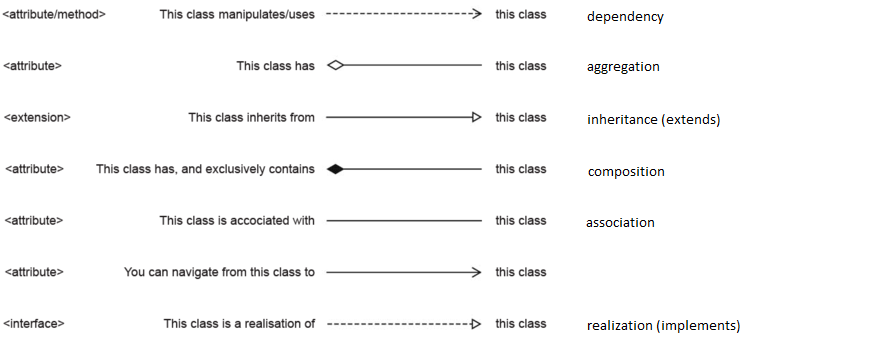 <attribute/method> This class manipulates/uses this class dependency
<attribute> This class has this class aggregation
<extension> This class inherits from this class inheritance (extends)
<attribute> This class has, and exclusively contains this class composition
<attribute> This class is accociated with this class association
<attribute> You can navigate from this class to this class
<interface> This class is a realisation of this class realization (implements)